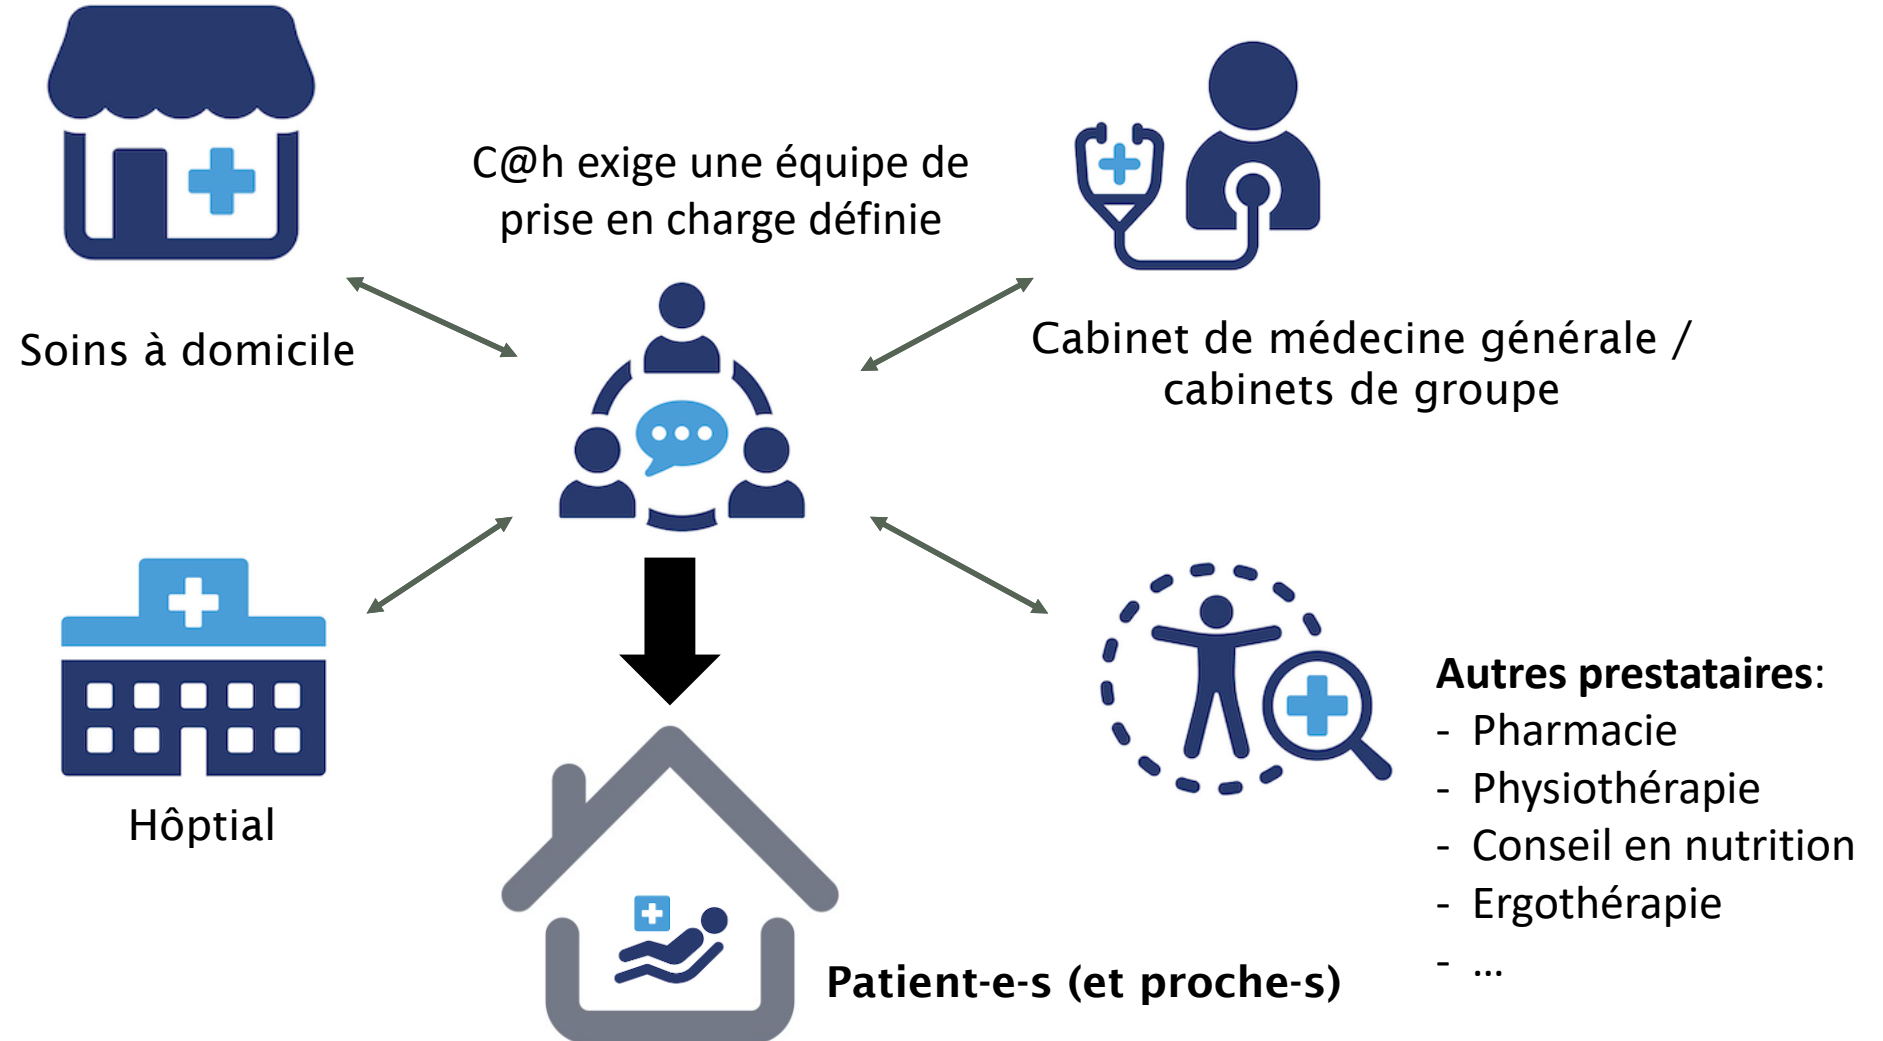 C@h exige une équipe de
prise en charge définie
Soins à domicile
Cabinet de médecine générale /
cabinets de groupe
Hôptial
Autres prestataires:
- Pharmacie
- Physiothérapie
- Conseil en nutrition
- Ergothérapie
- ...
Patient-e-s (et proche-s)